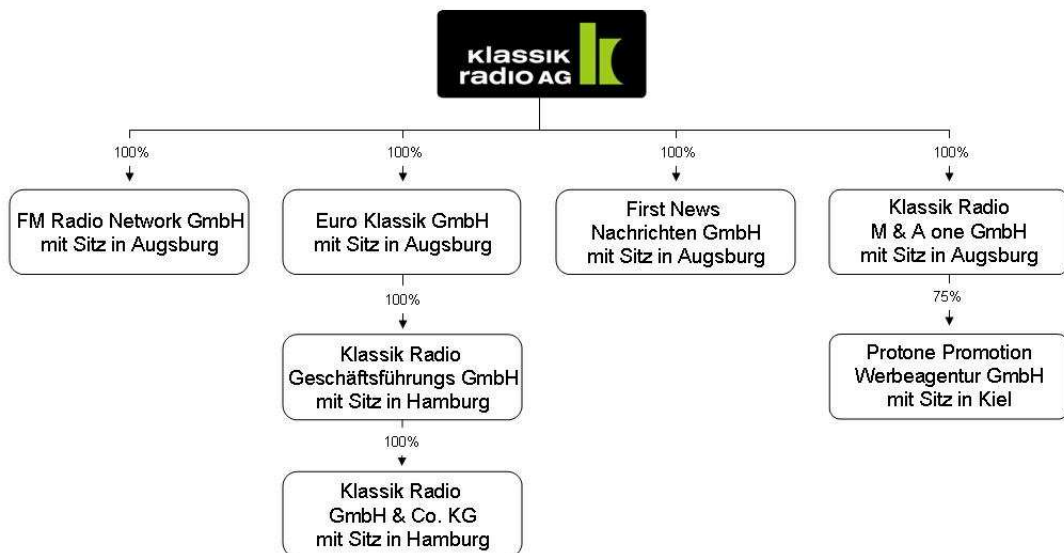 Klassik
radio AG
100%
100%
100%
100%
FM Radio Network GmbH
mit Sitz in Augsburg
Euro Klassik GmbH
mit Sitz in Augsburg
First News
Nachrichten GmbH
mit Sitz in Augsburg
Klassik Radio
M & A one GmbH
mit Sitz in Augsburg
100%
75%
Klassik Radio
Geschäftsführungs GmbH
mit Sitz in Hamburg
Protone Promotion
Werbeagentur GmbH
mit Sitz in Kiel
100%
Klassik Radio
GmbH & Co. KG
mit Sitz in Hamburg